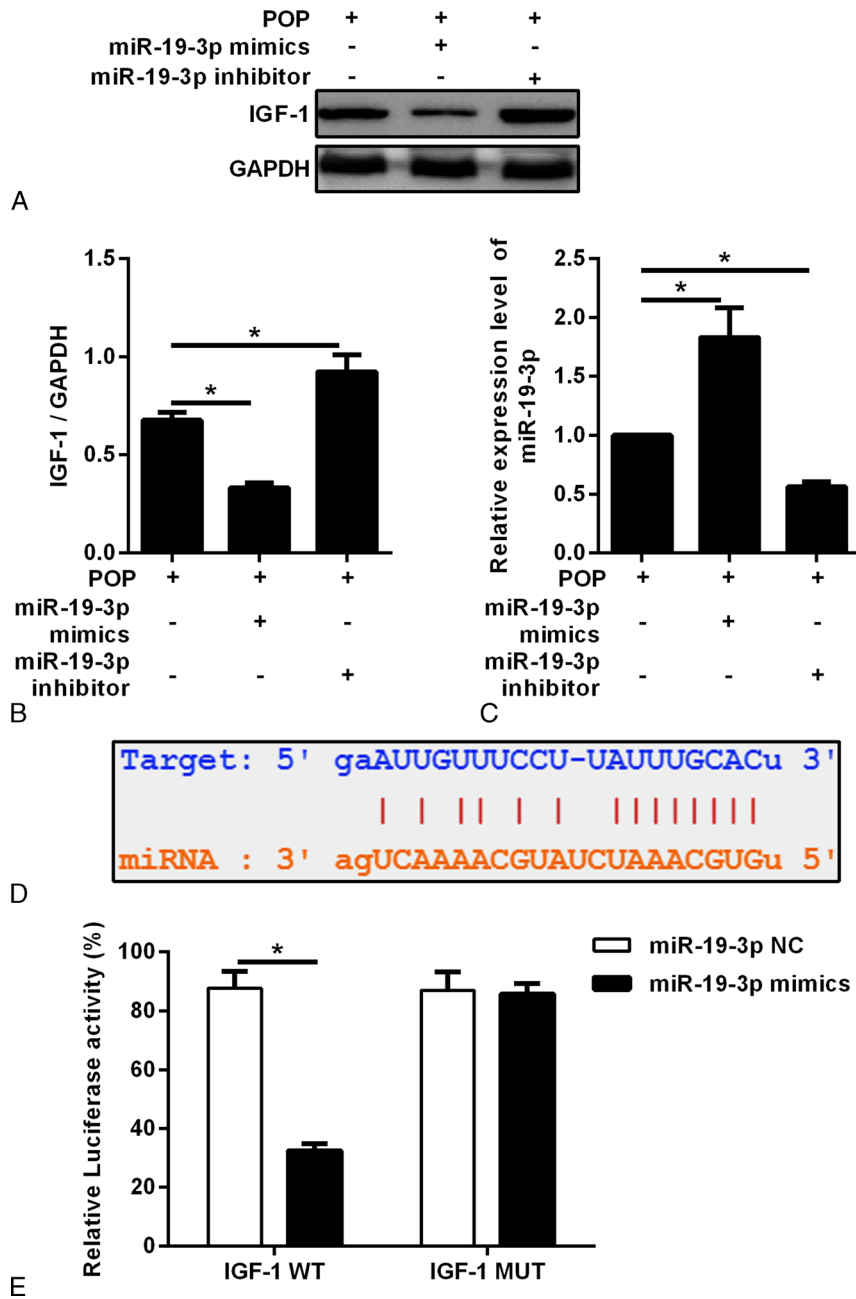 POP + + +
miR-19-3p mimics - + -
miR-19-3p inhibitor - - +
IGF-1
GAPDH
A
IGF-1 / GAPDH
1.5
1.0
0.5
0.0
*
*
POP + + +
miR-19-3p
mimics - + -
miR-19-3p
inhibitor - - +
B
Relative expression level of
miR-19-3p
2.5
2.0
1.5
1.0
0.5
0.0
*
*
POP + + +
miR-19-3p
mimics - + -
miR-19-3p
inhibitor - - +
C
Target: 5' gaAUUGUUUCCU-UAUUUGCACu 3'
| | || | | ||||||||
miRNA : 3' agUCAAAACGUAUCUAAACGUGu 5'
D
Relative Luciferase activity (%)
100
80
60
40
20
0
*
IGF-1 WT IGF-1 MUT
miR-19-3p NC
miR-19-3p mimics
E